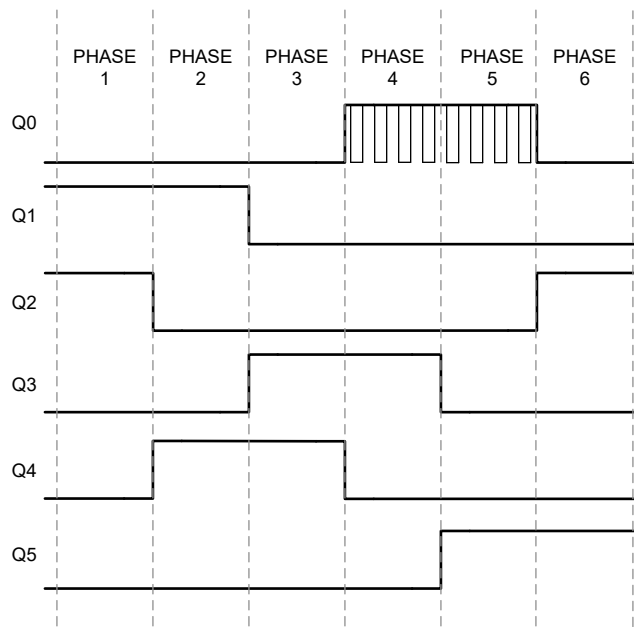 PHASE 1
PHASE 2
PHASE 3
PHASE 4
PHASE 5
PHASE 6
Q0
Q1
Q2
Q3
Q4
Q5